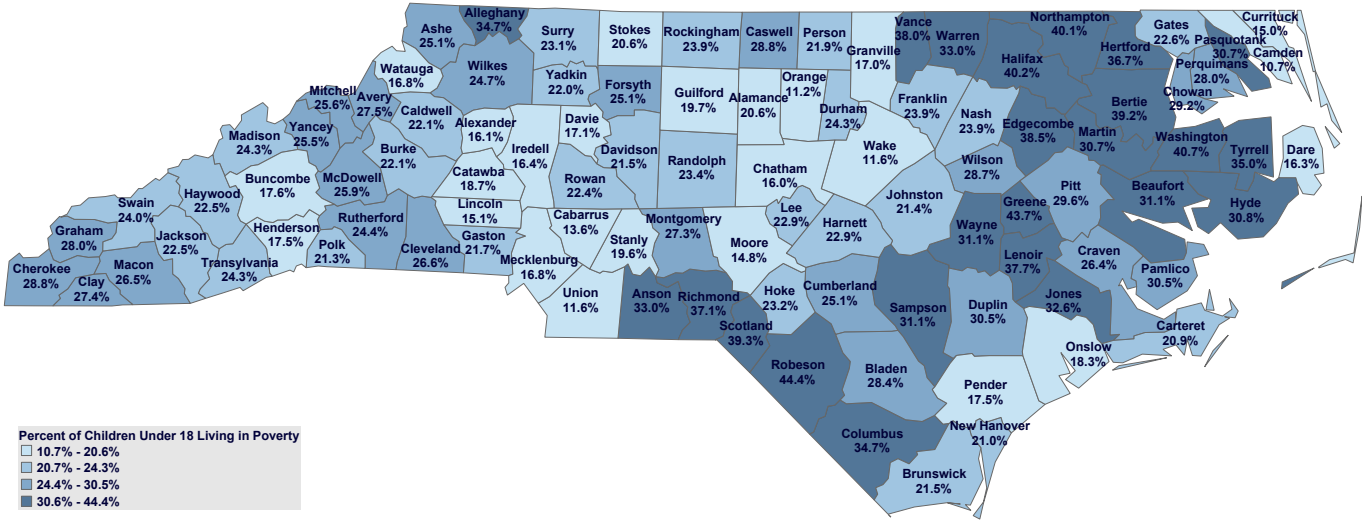 Alleghany
34.7%
Ashe
25.1%
Surry
23.1%
Stokes
20.6%
Rockingham
23.9%
Caswell
28.8%
Person
21.9%
Granville
17.0%
Vance
38.0%
Warren
33.0%
Northampton
40.1%
Halifax
40.2%
Hertford
36.7%
Gates
22.6%
Currituck
15.0%
Pasquotank
30.7%
Camden
10.7%
Perquimans
28.0%
Chowan
29.2%
Watauga
16.8%
Wilkes
24.7%
Yadkin
22.0%
Forsyth
25.1%
Guilford
19.7%
Alamance
20.6%
Orange
11.2%
Durham
24.3%
Franklin
23.9%
Nash
23.9%
Edgecombe
38.5%
Bertie
39.2%
Martin
30.7%
Washington
40.7%
Tyrrell
35.0%
Dare
16.3%
Mitchell
25.6%
Avery
27.5%
Caldwell
22.1%
Alexander
16.1%
Iredell
16.4%
Davie
17.1%
Davidson
21.5%
Randolph
23.4%
Chatham
16.0%
Wake
11.6%
Wilson
28.7%
Pitt
29.6%
Beaufort
31.1%
Hyde
30.8%
Madison
24.3%
Yancey
25.5%
Burke
22.1%
McDowell
25.9%
Buncombe
17.6%
Haywood
22.5%
Swain
24.0%
Graham
28.0%
Cherokee
28.8%
Clay
27.4%
Macon
26.5%
Jackson
22.5%
Transylvania
24.3%
Henderson
17.5%
Polk
21.3%
Rutherford
24.4%
Cleveland
26.6%
Catawba
18.7%
Lincoln
15.1%
Gaston
21.7%
Rowan
22.4%
Cabarrus
13.6%
Mecklenburg
16.8%
Stanly
19.6%
Montgomery
27.3%
Moore
14.8%
Lee
22.9%
Harnett
22.9%
Johnston
21.4%
Wayne
31.1%
Greene
43.7%
Lenoir
37.7%
Craven
26.4%
Pamlico
30.5%
Jones
32.6%
Carteret
20.9%
Onslow
18.3%
Duplin
30.5%
Sampson
31.1%
Cumberland
25.1%
Hoke
23.2%
Union
11.6%
Anson
33.0%
Richmond
37.1%
Scotland
39.3%
Robeson
44.4%
Bladen
28.4%
Pender
17.5%
New Hanover
21.0%
Columbus
34.7%
Brunswick
21.5%
Percent of Children Under 18 Living in Poverty
10.7% - 20.6%
20.7% - 24.3%
24.4% - 30.5%
30.6% - 44.4%